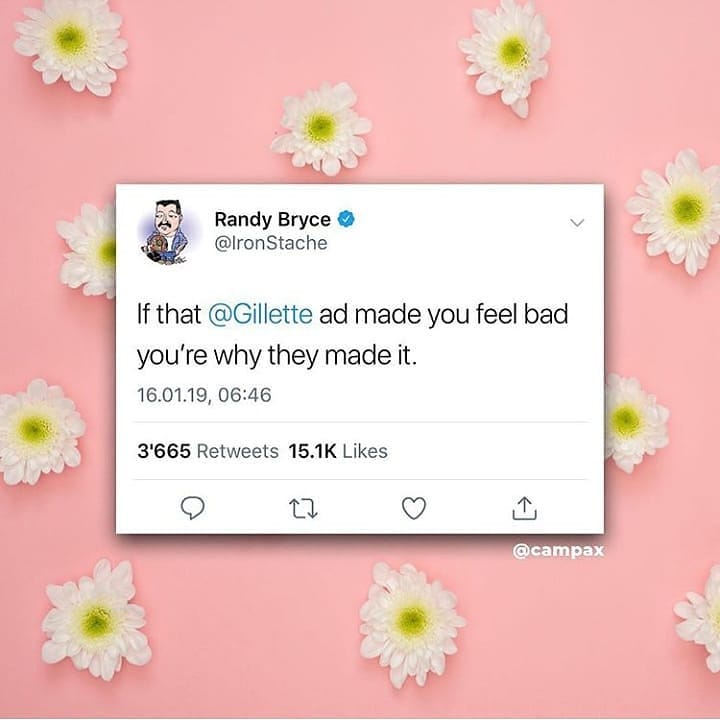 Randy Bryce
@IronStache
If that @Gillette ad made you feel bad
you're why they made it.
16.01.19, 06:46
3'665 Retweets 15.1K Likes
@campax